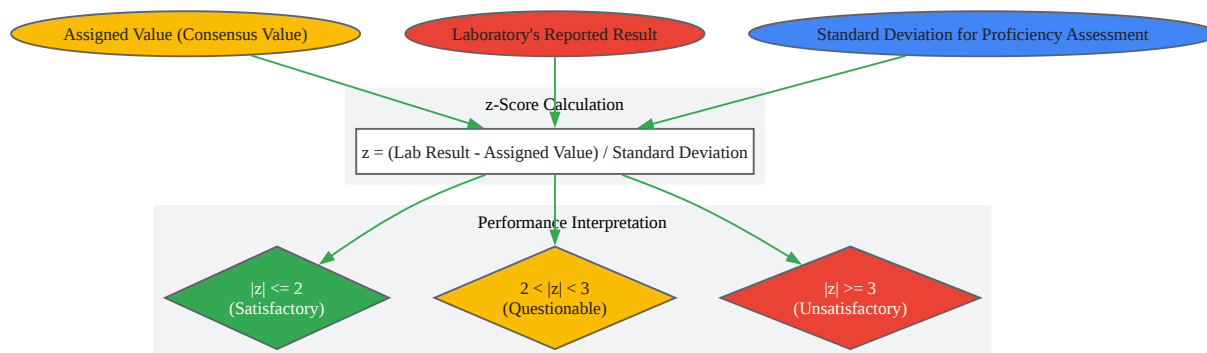 Assigned Value (Consensus Value)
Laboratory's Reported Result
Standard Deviation for Proficiency Assessment
z-Score Calculation
z = (Lab Result - Assigned Value) / Standard Deviation
Performance Interpretation
|z| <= 2
(Satisfactory)
2 < |z| < 3
(Questionable)
|z| >= 3
(Unsatisfactory)